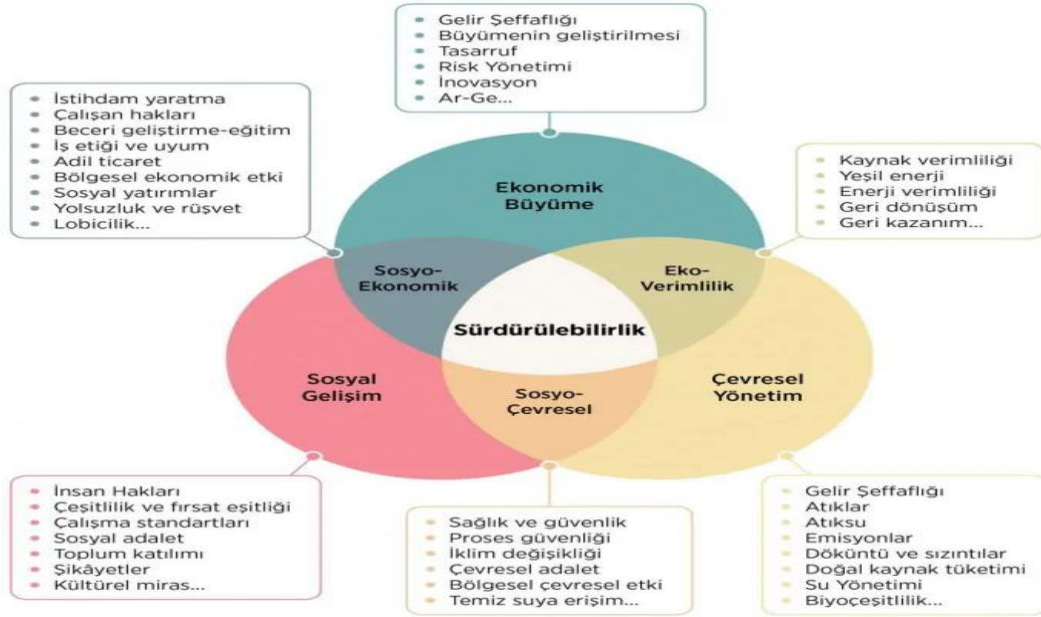 Gelir Şeffaflığı
Büyümenin geliştirilmesi
Tasarruf
Risk Yönetimi
İnovasyon
Ar-Ge...
İstihdam yaratma
Çalışan hakları
Beceri geliştirme-eğitim
İş etiği ve uyum
Adil ticaret
Bölgesel ekonomik etki
Sosyal yatırımlar
Yolsuzluk ve rüşvet
Lobicilik...
Kaynak verimliliği
Yeşil enerji
Enerji verimliliği
Geri dönüşüm
Geri kazanım...
Ekonomik
Büyüme
Sosyo-
Ekonomik
Eko-
Verimlilik
Sürdürülebilirlik
Sosyal
Gelişim
Sosyo-
Çevresel
Çevresel
Yönetim
İnsan Hakları
Çeşitlilik ve fırsat eşitliği
Çalışma standartları
Sosyal adalet
Toplum katılımı
Şikâyetler
Kültürel miras...
Sağlık ve güvenlik
Proses güvenliği
İklim değişikliği
Çevresel adalet
Bölgesel çevresel etki
Temiz suya erişim...
Gelir Şeffaflığı
Atıklar
Atıksu
Emisyonlar
Döküntü ve sızıntılar
Doğal kaynak tüketimi
Su Yönetimi
Biyoçeşitlilik...